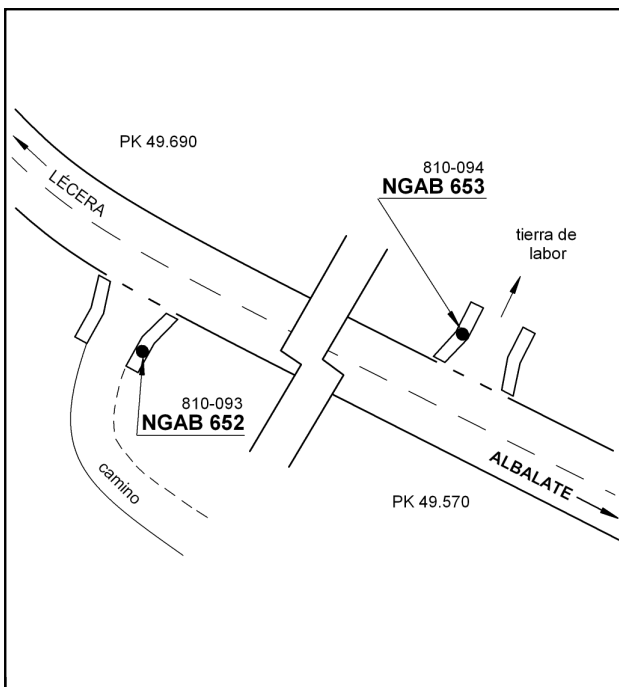 PK 49.690
810-094
NGAB 653
LÉCERA
tierra de
labor
810-093
NGAB 652
camino
ALBALATE
PK 49.570